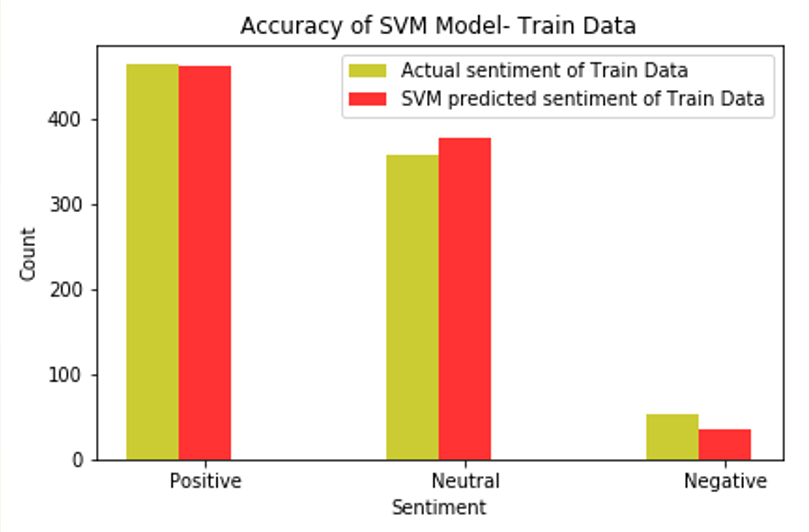 Accuracy of SVM Model- Train Data
Actual sentiment of Train Data
SVM predicted sentiment of Train Data
400
300
200
100
0
Count
Positive
Neutral
Negative
Sentiment